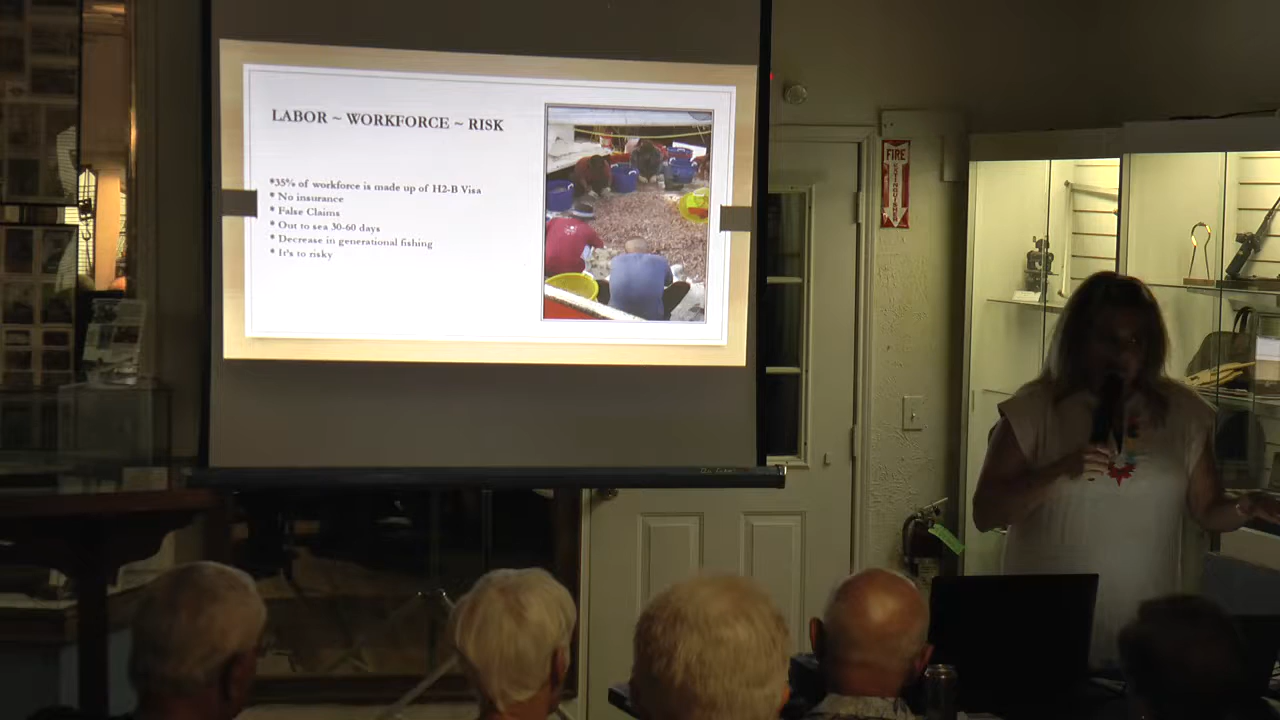 LABOR ~ WORKFORCE ~ RISK
*35% of workforce is made up of H2-B Visa
* No insurance
* False Claims
* Out to sea 30-60 days
* Decrease in generational fishing
* It's to risky
FIRE
EXTINGUISHER